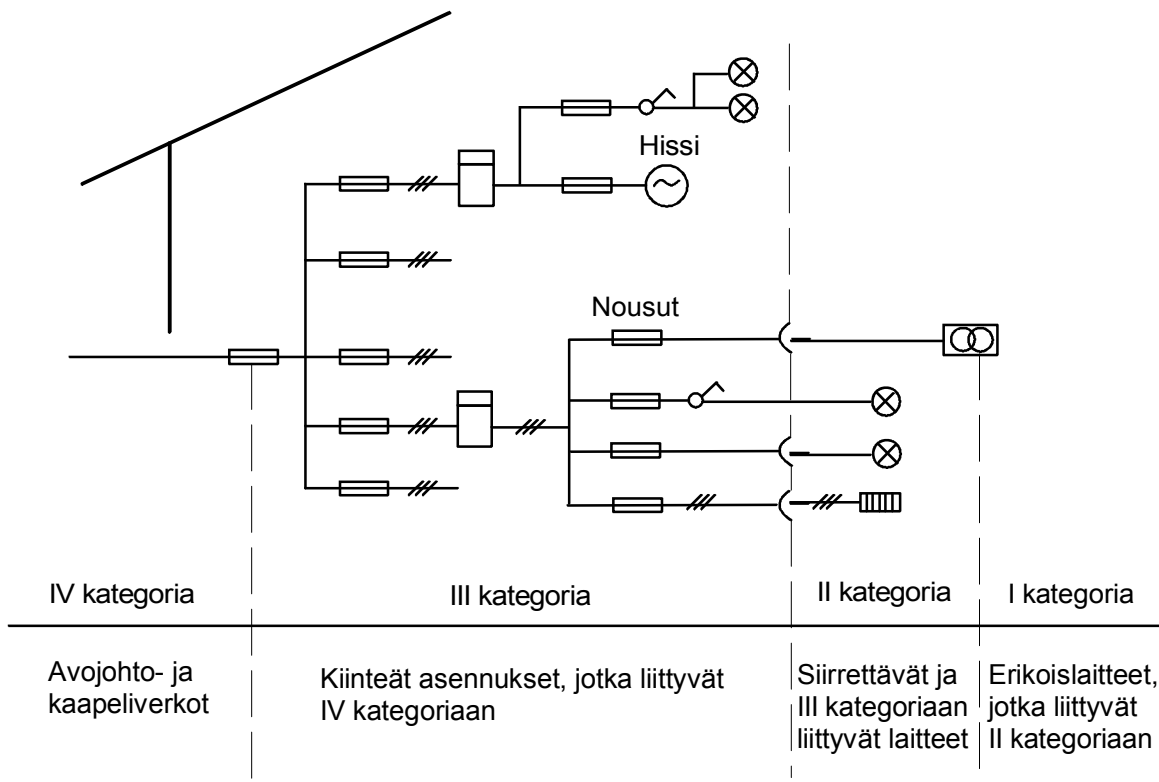 Hissi
Nousut
IV kategoria
III kategoria
II kategoria
I kategoria
Avojohto- ja
kaapeliverkot
Kiinteät asennukset, jotka liittyvät
IV kategoriaan
Siirrettävät ja
III kategoriaan
liittyvät laitteet
Erikoislaitteet,
jotka liittyvät
II kategoriaan